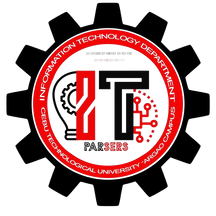 INFORMATION TECHNOLOGY DEPARTMENT
IT
PARSERS
CEBU TECHNOLOGICAL UNIVERSITY - ARGAO CAMPUS